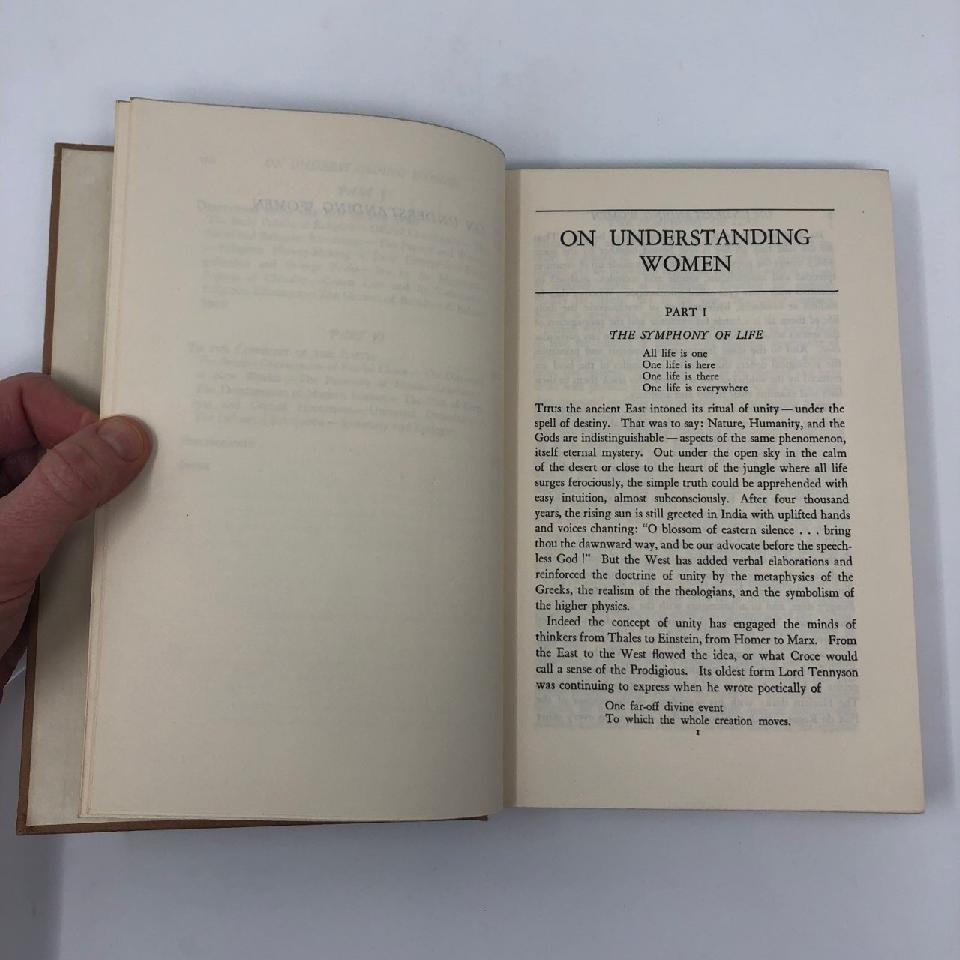 ON UNDERSTANDING
WOMEN
PART I
THE SYMPHONY OF LIFE
All life is one
One life is here
One life is there
One life is everywhere
THUS the ancient East intoned its ritual of unity — under the
spell of destiny. That was to say: Nature, Humanity, and the
Gods are indistinguishable — aspects of the same phenomenon,
itself eternal mystery. Out under the open sky in the calm
of the desert or close to the heart of the jungle where all life
surges ferociously, the simple truth could be apprehended with
easy intuition, almost subconsciously. After four thousand
years, the rising sun is still greeted in India with uplifted hands
and voices chanting: "O blossom of eastern silence . . . bring
thou the dawnward way, and be our advocate before the speech-
less God !" But the West has added verbal elaborations and
reinforced the doctrine of unity by the metaphysics of the
Greeks, the realism of the theologians, and the symbolism of
the higher physics.
Indeed the concept of unity has engaged the minds of
thinkers from Thales to Einstein, from Homer to Marx. From
the East to the West flowed the idea, or what Croce would
call a sense of the Prodigious. Its oldest form Lord Tennyson
was continuing to express when he wrote poetically of
One far-off divine event
To which the whole creation moves.
1